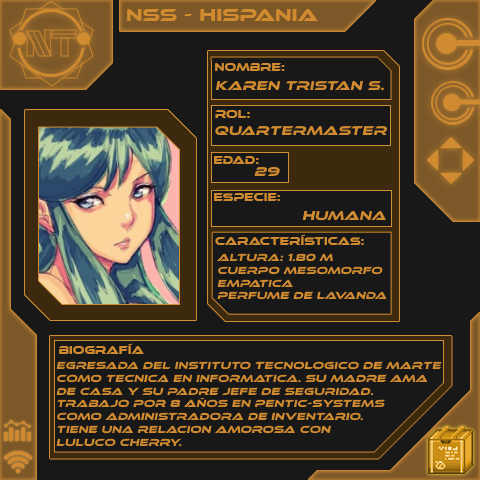 NT
NSS - HISPANIA
NOMBRE:
KAREN TRISTAN S.
ROL:
QUARTERMASTER
EDAD:
29
ESPECIE:
HUMANA
CARACTERÍSTICAS:
ALTURA: 1.80 M
CUERPO MESOMORFO
EMPATICA
PERFUME DE LAVANDA
BIOGRAFÍA
EGRESADA DEL INSTITUTO TECNOLOGICO DE MARTE
COMO TECNICA EN INFORMATICA. SU MADRE AMA
DE CASA Y SU PADRE JEFE DE SEGURIDAD.
TRABAJO POR 8 AÑOS EN PENTIC-SYSTEMS
COMO ADMINISTRADORA DE INVENTARIO.
TIENE UNA RELACION AMOROSA CON
LULUCO CHERRY.